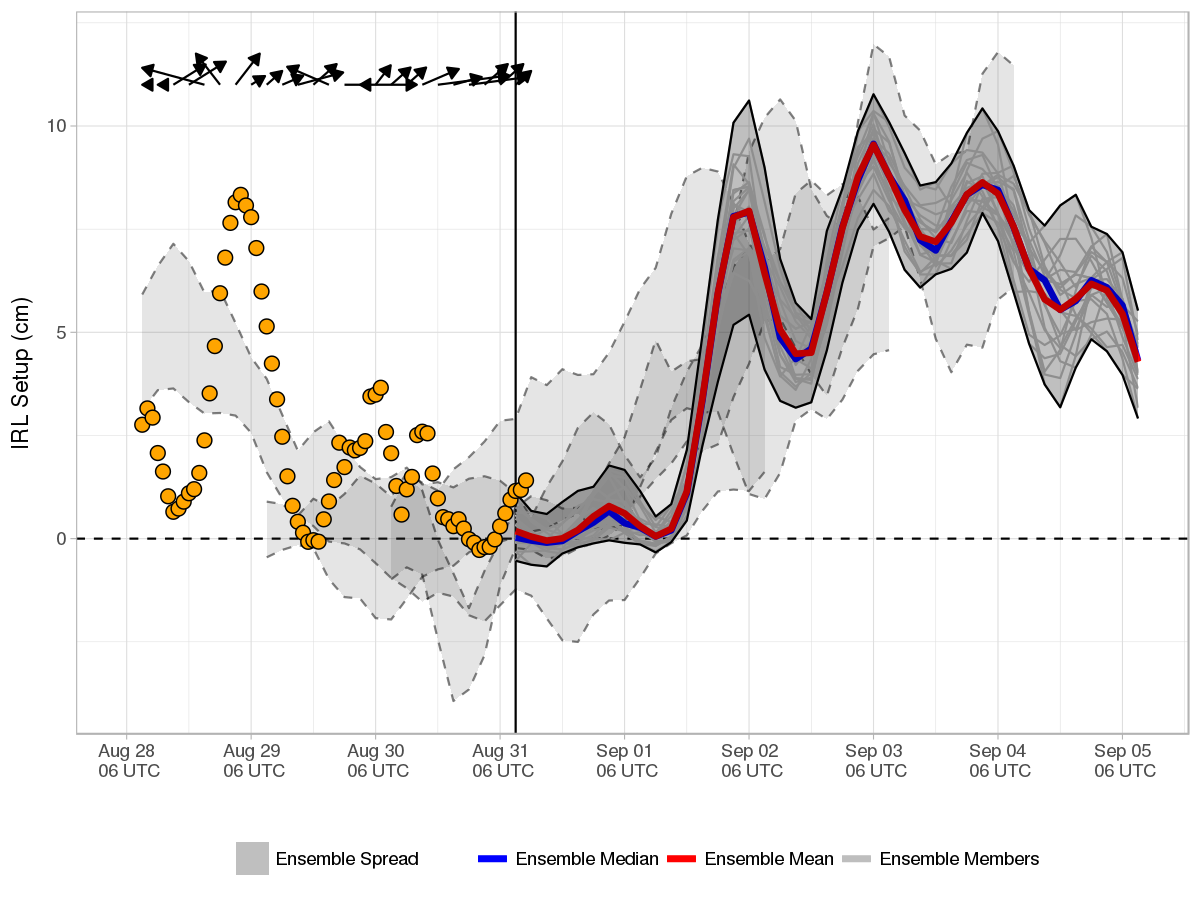 IRL Setup (cm)
10
5
0
Aug 28 Aug 29 Aug 30 Aug 31 Sep 01 Sep 02 Sep 03 Sep 04 Sep 05
06 UTC 06 UTC 06 UTC 06 UTC 06 UTC 06 UTC 06 UTC 06 UTC 06 UTC
Ensemble Spread Ensemble Median Ensemble Mean Ensemble Members